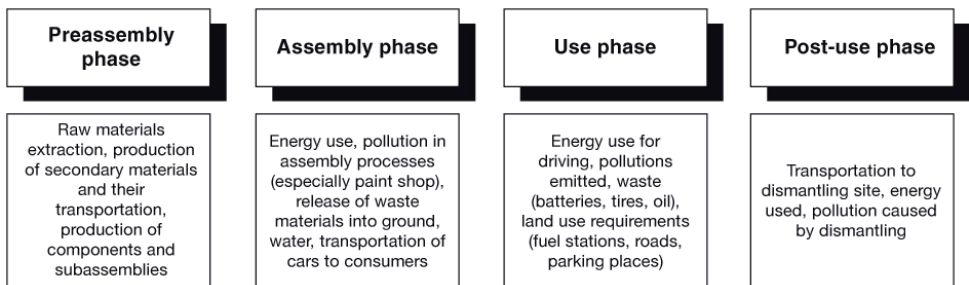 Preassembly
phase
Assembly phase
Use phase
Post-use phase
Raw materials
extraction, production
of secondary materials
and their
transportation,
production of
components and
subassemblies
Energy use, pollution in
assembly processes
(especially paint shop),
release of waste
materials into ground,
water, transportation of
cars to consumers
Energy use for
driving, pollutions
emitted, waste
(batteries, tires, oil),
land use requirements
(fuel stations, roads,
parking places)
Transportation to
dismantling site, energy
used, pollution caused
by dismantling